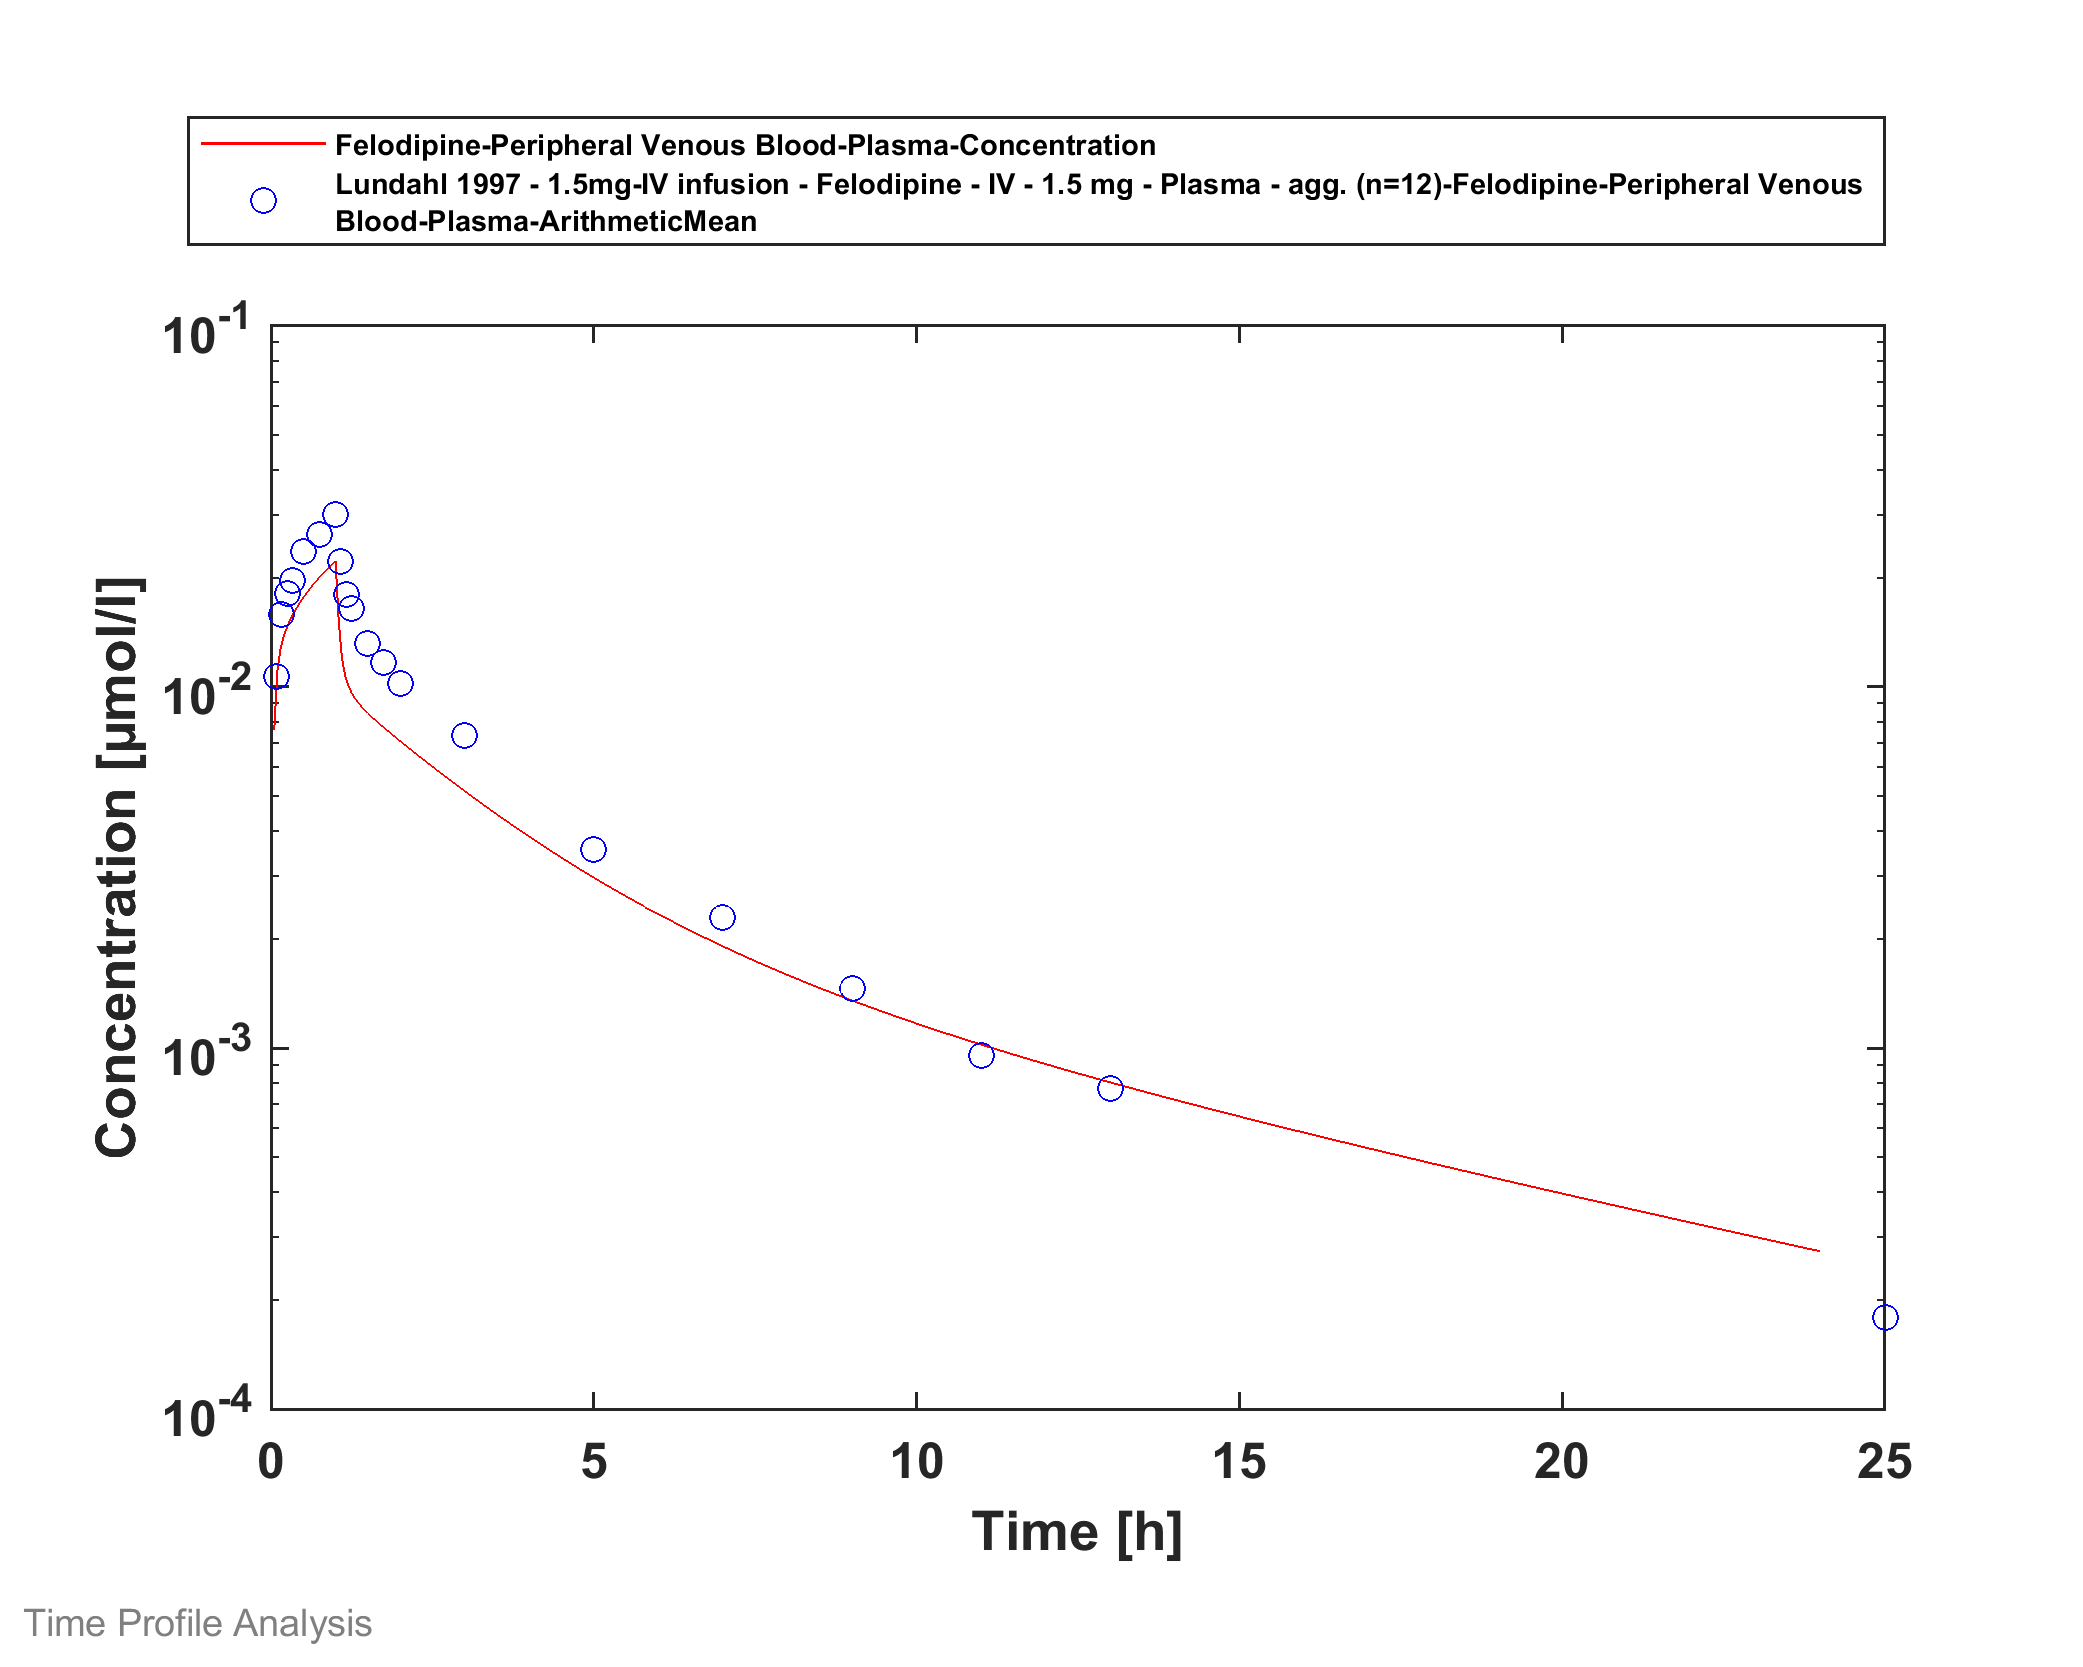 Felodipine-Peripheral Venous Blood-Plasma-Concentration
Lundahl 1997 - 1.5mg-IV infusion - Felodipine - IV - 1.5 mg - Plasma - agg. (n=12)-Felodipine-Peripheral Venous
Blood-Plasma-ArithmeticMean
10^-1
10^-2
10^-3
10^-4
Concentration [µmol/l]
0 5 10 15 20 25
Time [h]
Time Profile Analysis